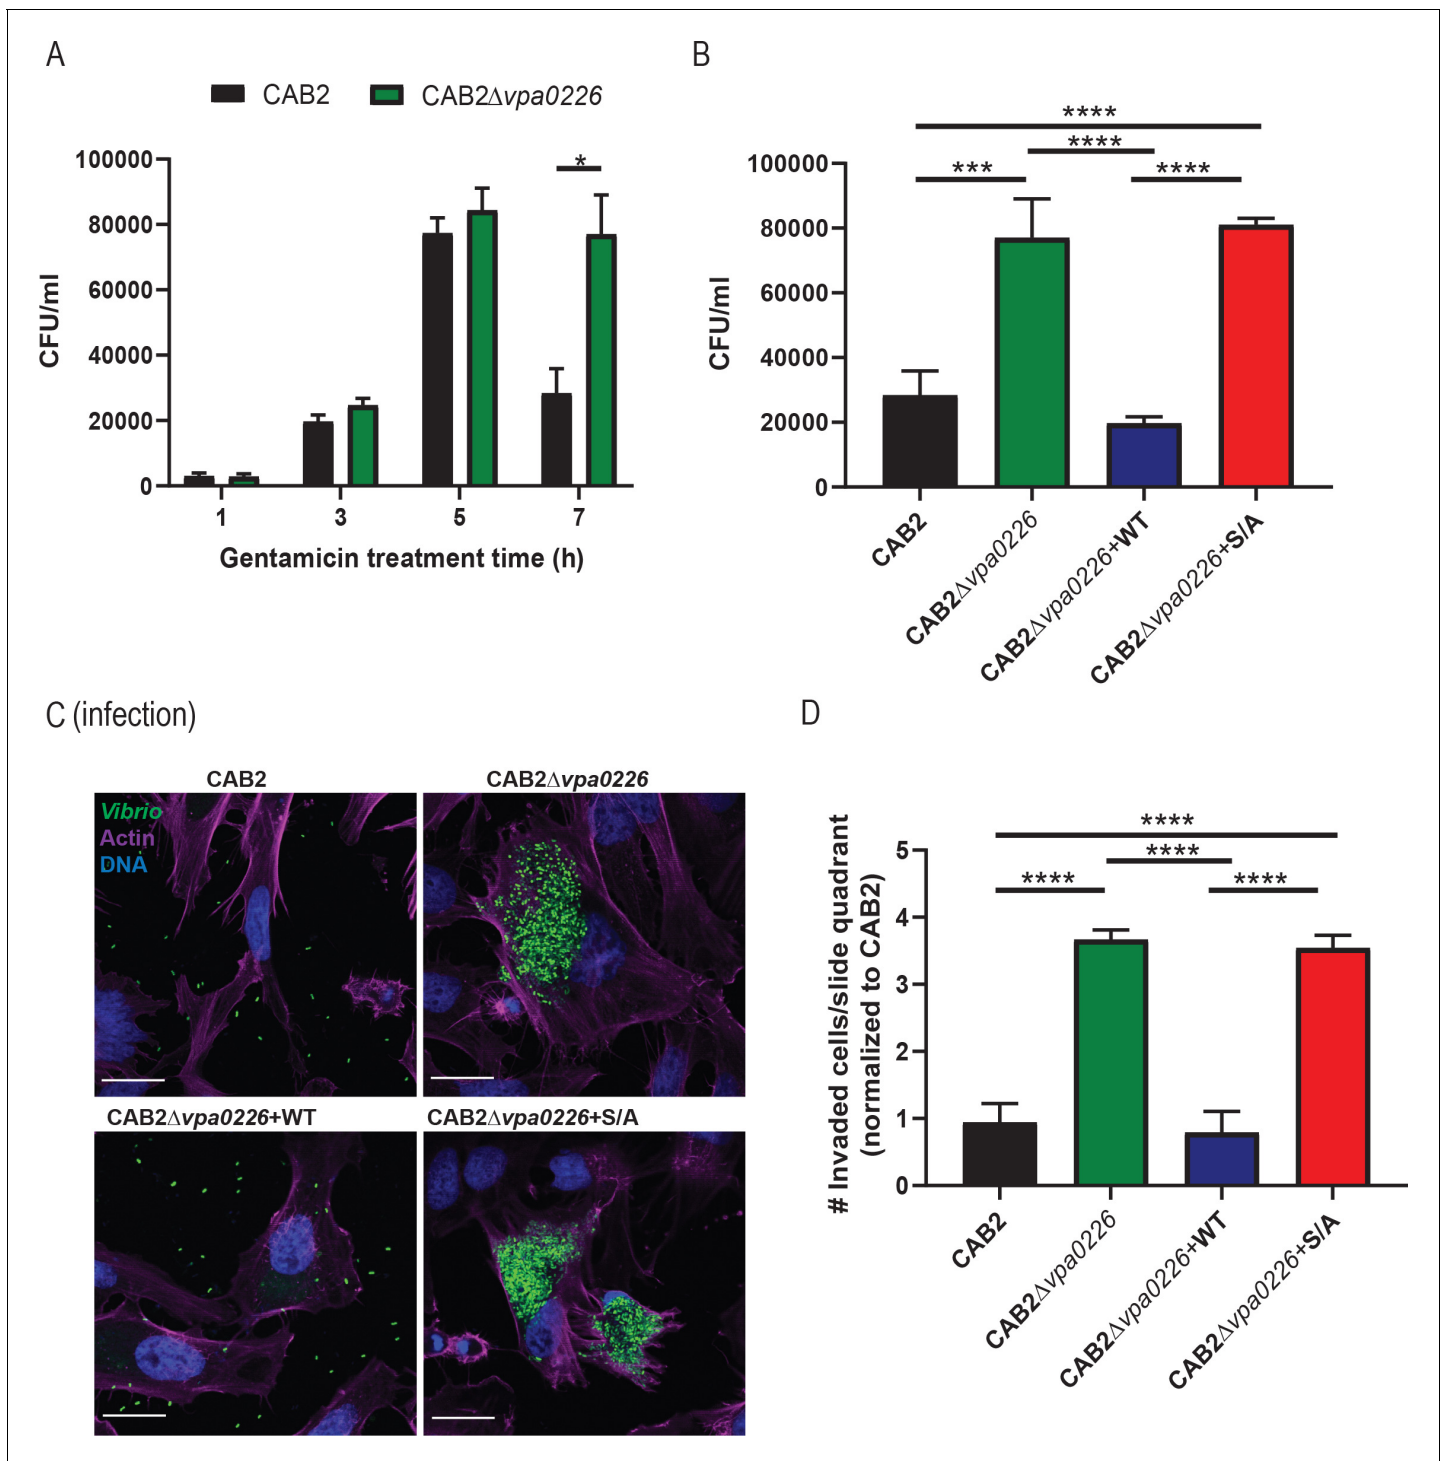 A
CAB2
CAB2Δvpa0226
CFU/ml
100000
80000
60000
40000
20000
0
*
1
3
5
7
Gentamicin treatment time (h)
B
CFU/ml
100000
80000
60000
40000
20000
0
****
****
***
****
CAB2
CAB2Δvpa0226
CAB2Δvpa0226+WT
CAB2Δvpa0226+S/A
C (infection)
CAB2
CAB2Δvpa0226
Vibrio
Actin
DNA
CAB2Δvpa0226+WT
CAB2Δvpa0226+S/A
D
# Invaded cells/slide quadrant
(normalized to CAB2)
5
4
3
2
1
0
****
****
****
****
CAB2
CAB2Δvpa0226
CAB2Δvpa0226+WT
CAB2Δvpa0226+S/A